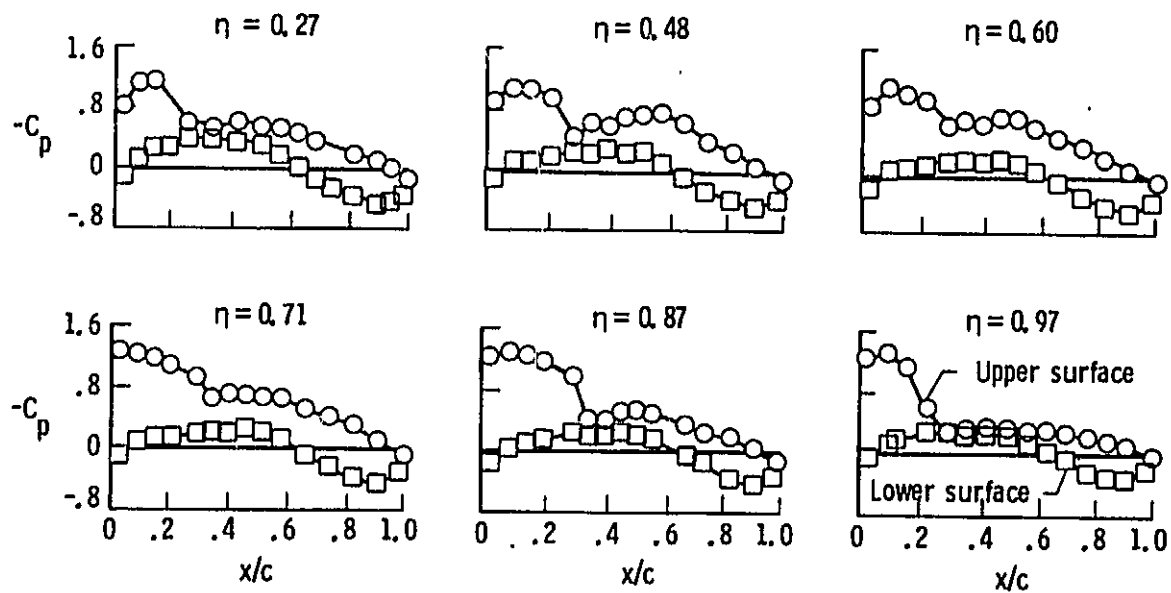 η = 0.27
η = 0.48
η = 0.60
1.6
.8
-Cp
0
-.8
η = 0.71
η = 0.87
η = 0.97
1.6
.8
-Cp
0
-.8
Upper surface
Lower surface
0 .2 .4 .6 .8 1.0
0 .2 .4 .6 .8 1.0
0 .2 .4 .6 .8 1.0
x/c
x/c
x/c